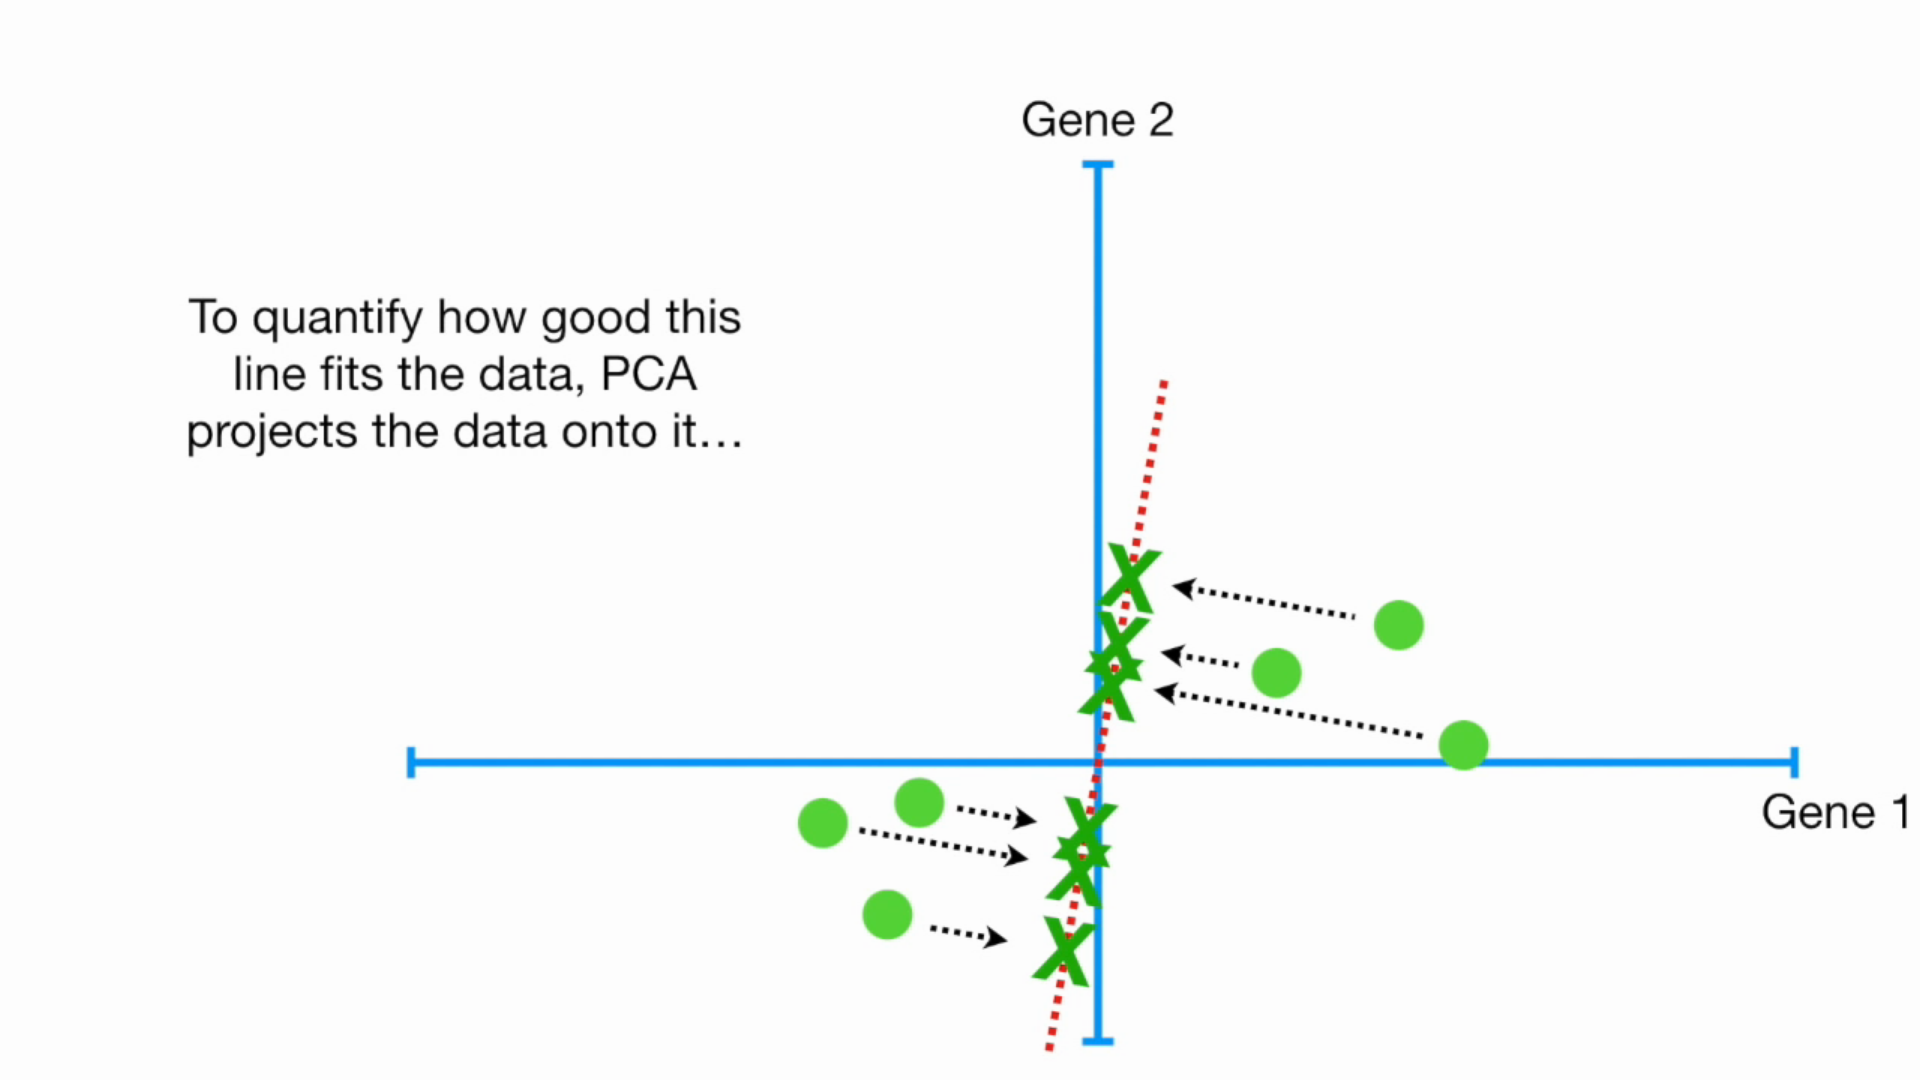 Gene 2
To quantify how good this
line fits the data, PCA
projects the data onto it…
Gene 1